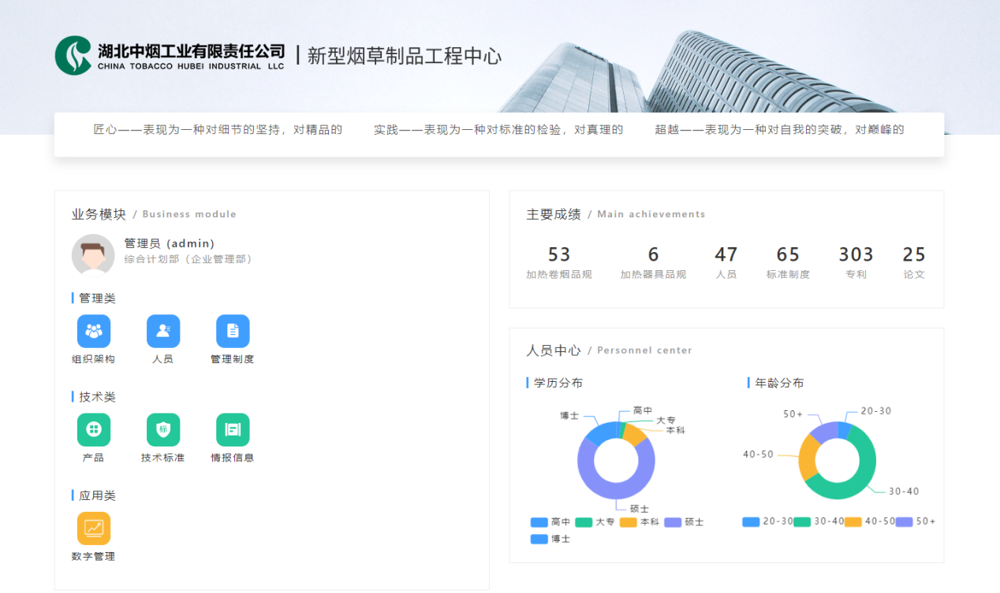 湖北中烟工业有限责任公司
CHINA TOBACCO HUBEI INDUSTRIAL LLC
新型烟草制品工程中心
匠心——表现为一种对细节的坚持，对精品的
实践——表现为一种对标准的检验，对真理的
超越——表现为一种对自我的突破，对巅峰的
业务模块 / Business module
管理员 (admin)
综合计划部（企业管理部）
管理类
组织架构 人员 管理制度
技术类
标
产品 技术标准 情报信息
应用类
数字管理
主要成绩 / Main achievements
53 6 47 65 303 25
加热卷烟品规 加热器具品规 人员 标准制度 专利 论文
人员中心 / Personnel center
学历分布
博士 高中
大专
本科
硕士
高中 大专 本科 硕士
博士
年龄分布
50+ 20-30
40-50
30-40
20-30 30-40 40-50 50+